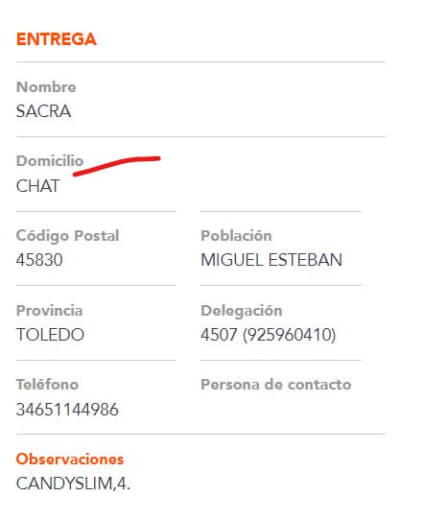 ENTREGA
Nombre
SACRA
Domicilio
CHAT
Código Postal
45830
Población
MIGUEL ESTEBAN
Provincia
TOLEDO
Delegación
4507 (925960410)
Teléfono
34651144986
Persona de contacto
Observaciones
CANDYSLIM,4.